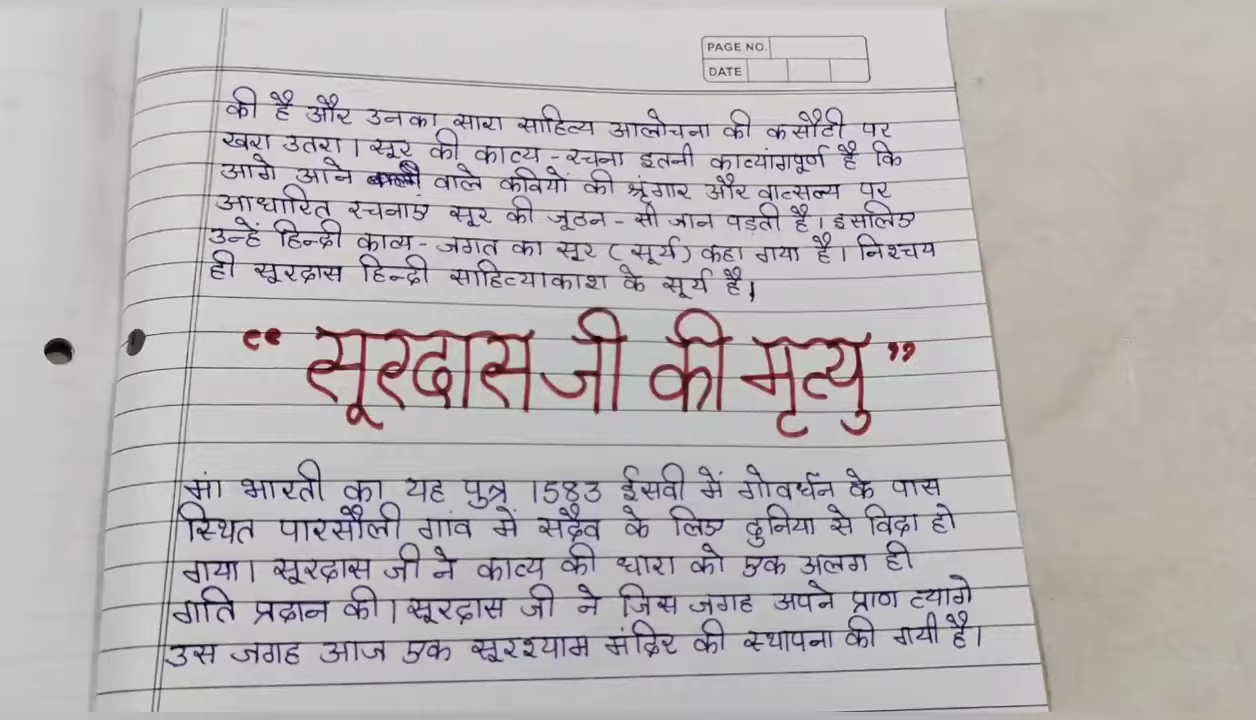 PAGE NO.
DATE
की है और उनका सारा साहित्य आलोचना की कसौटी पर
खरा उतरा। सूर की काव्य - रचना इतनी काव्यांगपूर्ण है कि
आगे आने वाले कवियों की श्रृंगार और वात्सल्य पर
आधारित रचनाऍ सूर की जूठन - सी जान पड़ती है। इसलिए
उन्हें हिन्दी काव्य - जगत का सूर (सूर्य) कहा गया है। निश्चय
ही सूरदास हिन्दी साहित्याकाश के सूर्य है।
“ सूरदास जी की मृत्यु ”
मां भारती का यह पुत्र 1583 ईसवी में गोवर्धन के पास
स्थित पारसौली गांव में सदैव के लिए दुनिया से विदा हो
गया। सूरदास जी ने काव्य की धारा को एक अलग ही
गति प्रदान की। सूरदास जी ने जिस जगह अपने प्राण त्यागे
उस जगह आज एक सूरश्याम मंदिर की स्थापना की गयी है।